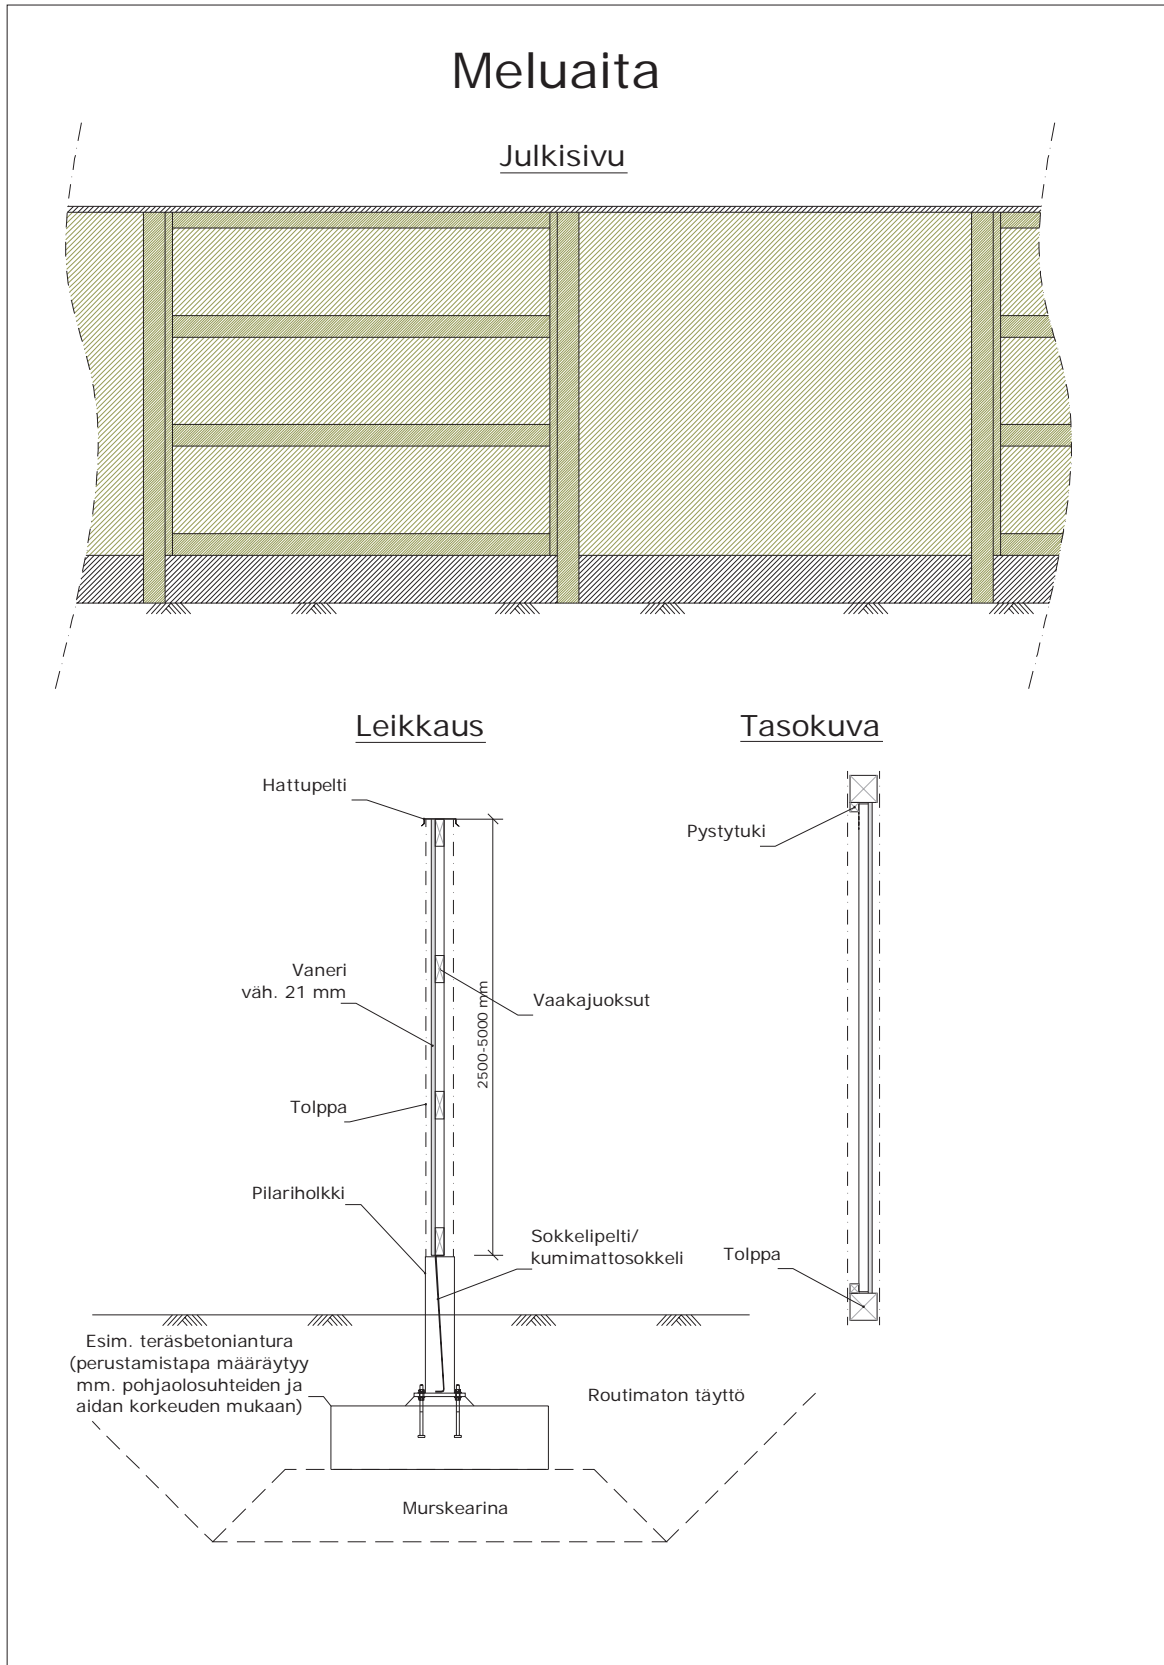 Meluaita
Julkisivu
Leikkaus
Tasokuva
Hattupelti
Pystytuki
Vaneri
väh. 21 mm
Vaakajuoksut
2500-5000 mm
Tolppa
Pilariholkki
Sokkelipelti/
kumimattosokkeli
Tolppa
Esim. teräsbetoniantura
(perustamistapa määräytyy
mm. pohjaolosuhteiden ja
aidan korkeuden mukaan)
Routimaton täyttö
Murskearina